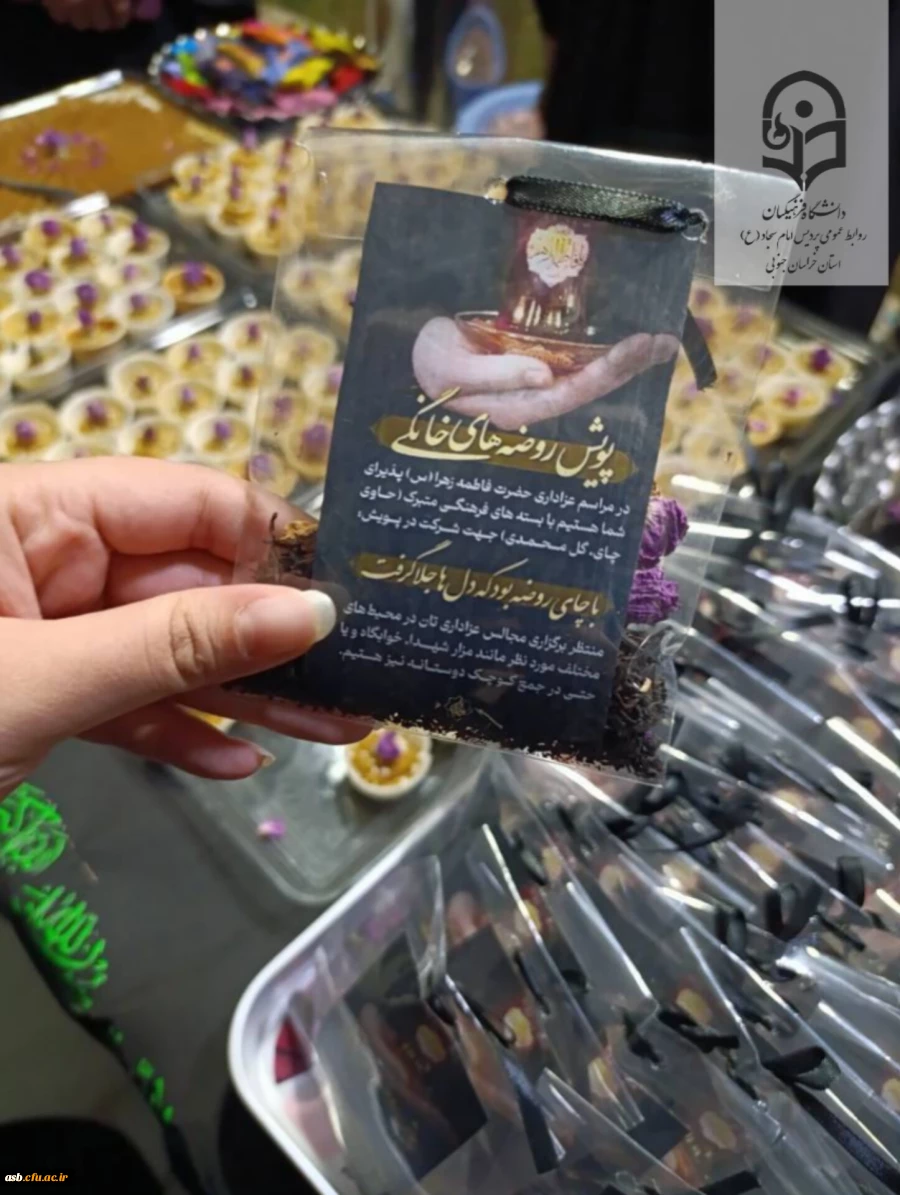 دانشگاه فرهنگیان
روابط عمومی پردیس امام سجاد (ع)
استان خراسان جنوبی
پویش روضه های خانگی
در مراسم عزاداری حضرت فاطمه زهرا (س) پذیرای
شما هستیم با بسته های فرهنگی متبرک (حاوی
چای، گل محمدی) جهت شرکت در پویش؛
با چای روضه بود که دل ها جلا گرفت
منتظر برگزاری مجالس عزاداری تان در محیط های
مختلف مورد نظر مانند مزار شهدا، خوابگاه و یا
حتی در جمع کوچک دوستانه نیز هستیم.
asb.cfu.ac.ir